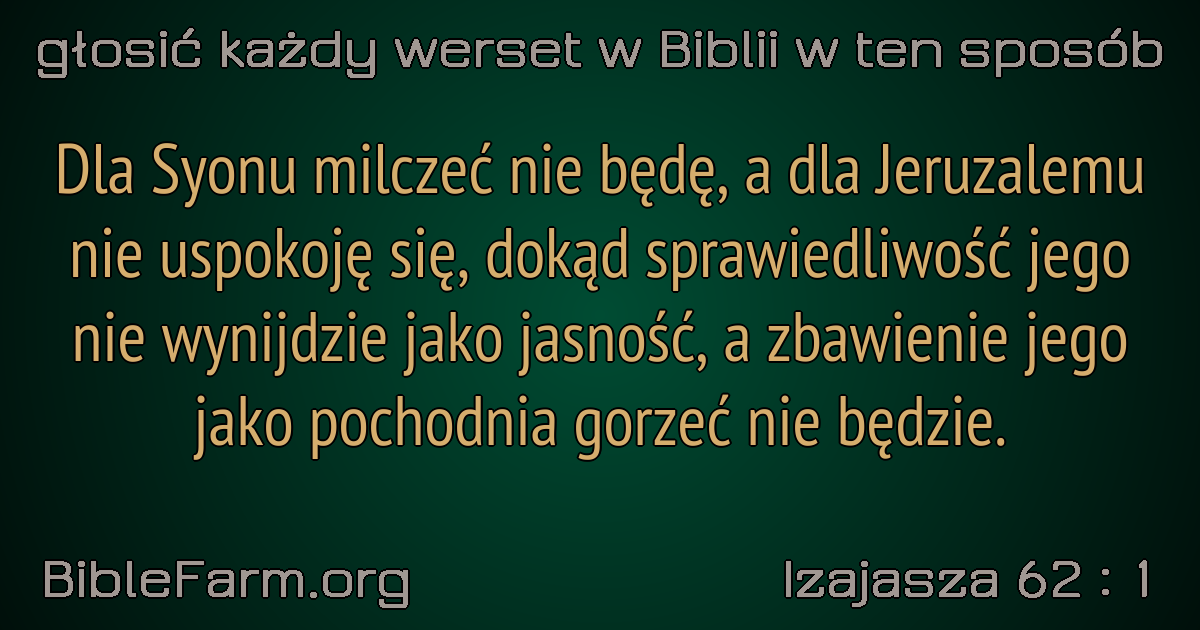 głosić każdy werset w Biblii w ten sposób
Dla Syonu milczeć nie będę, a dla Jeruzalemu
nie uspokoję się, dokąd sprawiedliwość jego
nie wynijdzie jako jasność, a zbawienie jego
jako pochodnia gorzeć nie będzie.
BibleFarm.org
Izajasza 62 : 1